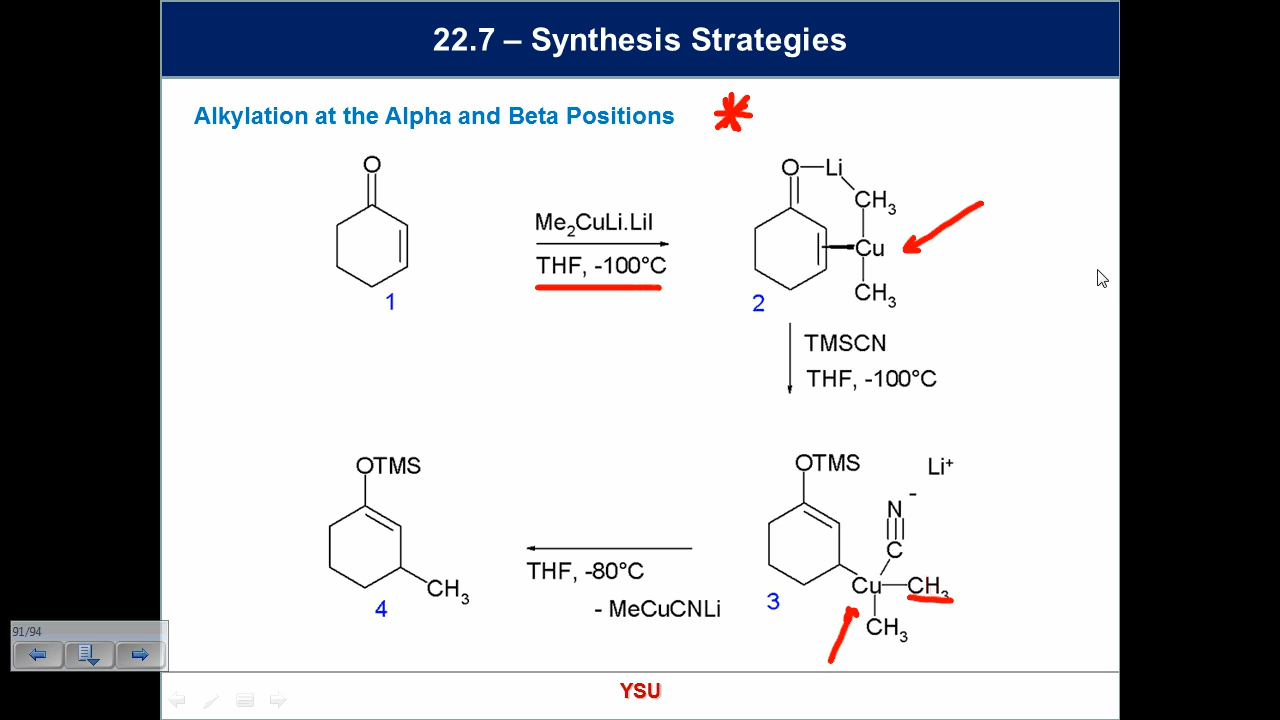 22.7 – Synthesis Strategies
Alkylation at the Alpha and Beta Positions
O
1
Me2CuLi.LiI
THF, -100°C
O Li
CH3
Cu
CH3
2
TMSCN
THF, -100°C
OTMS
CH3
4
THF, -80°C
- MeCuCNLi
OTMS
Li+
N -
C
Cu CH3
CH3
3
91/94
YSU